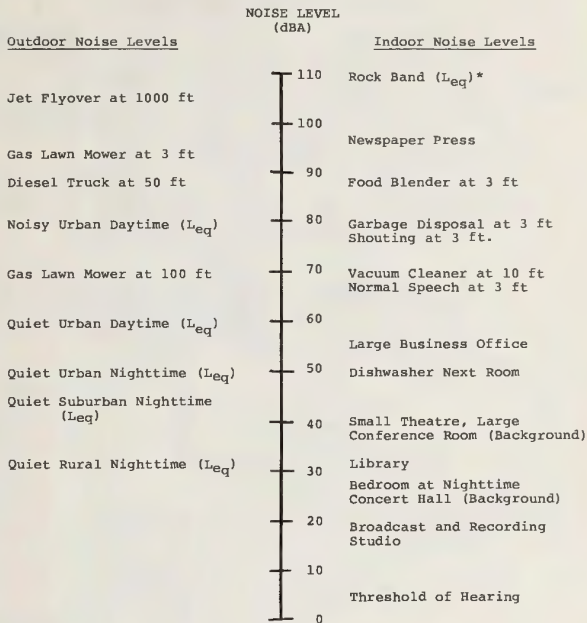 NOISE LEVEL
(dBA)
Outdoor Noise Levels
Indoor Noise Levels
110
Rock Band (Leq)*
Jet Flyover at 1000 ft
100
Newspaper Press
Gas Lawn Mower at 3 ft
90
Diesel Truck at 50 ft
Food Blender at 3 ft
80
Noisy Urban Daytime (Leq)
Garbage Disposal at 3 ft
Shouting at 3 ft.
70
Gas Lawn Mower at 100 ft
Vacuum Cleaner at 10 ft
Normal Speech at 3 ft
60
Quiet Urban Daytime (Leq)
Large Business Office
50
Quiet Urban Nighttime (Leq)
Dishwasher Next Room
Quiet Suburban Nighttime
(Leq)
40
Small Theatre, Large
Conference Room (Background)
Quiet Rural Nighttime (Leq)
30
Library
Bedroom at Nighttime
Concert Hall (Background)
20
Broadcast and Recording
Studio
10
Threshold of Hearing
0